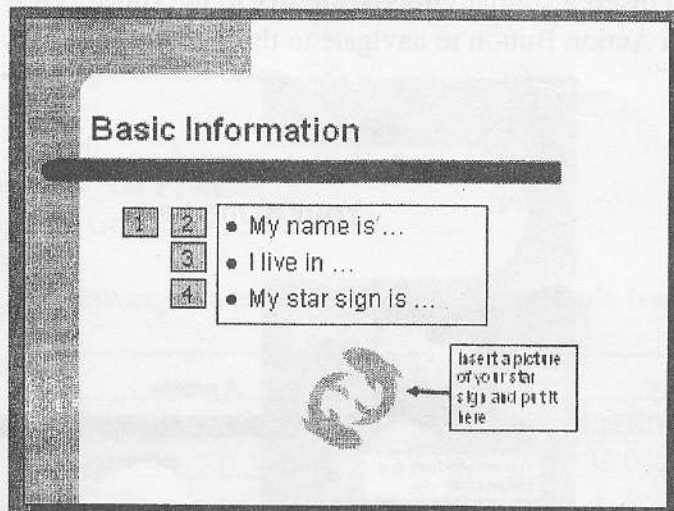 Action Button to navigate to th
Basic Information
1 2 • My name is ...
3 • I live in ...
4 • My star sign is ...
Insert a picture
of your star
sign and put it
here